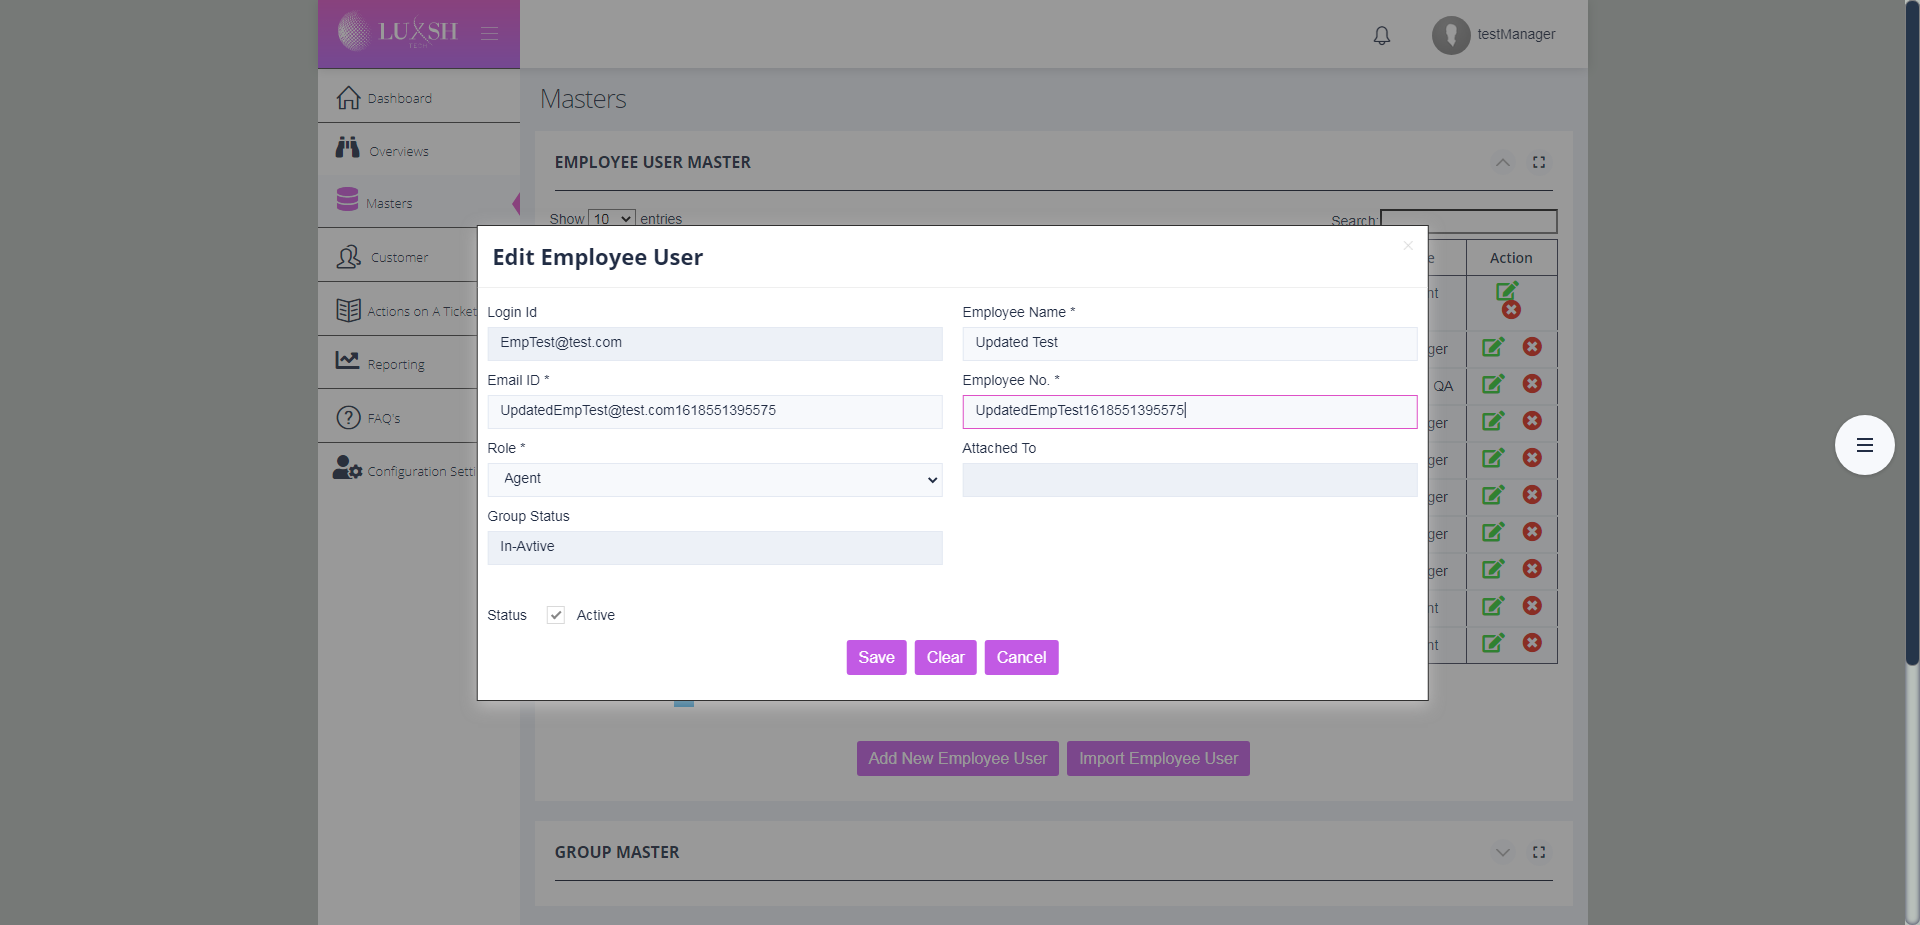 LUXSH
testManager
Dashboard
Overviews
Masters
Customer
Actions on A Ticket
Reporting
FAQ's
Configuration Setti
Masters
EMPLOYEE USER MASTER
Show 10 entries
Search:
Action
Edit Employee User
×
Login Id
Employee Name *
EmpTest@test.com
Updated Test
Email ID *
Employee No. *
UpdatedEmpTest@test.com1618551395575
UpdatedEmpTest1618551395575
Role *
Attached To
Agent
Group Status
In-Avtive
Status
Active
Save
Clear
Cancel
e
nt
ger
QA
ger
ger
ger
ger
ger
nt
nt
Add New Employee User
Import Employee User
GROUP MASTER